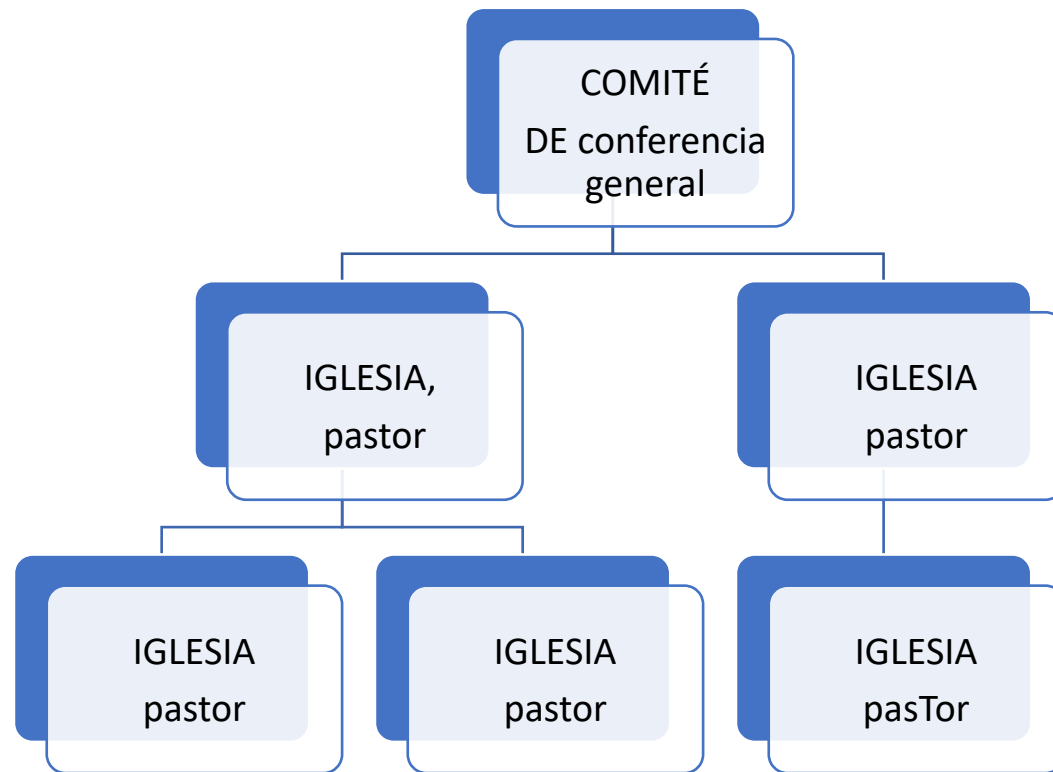 COMITÉ
DE conferencia
general
IGLESIA,
pastor
IGLESIA
pastor
IGLESIA
pastor
IGLESIA
pastor
IGLESIA
pasTor